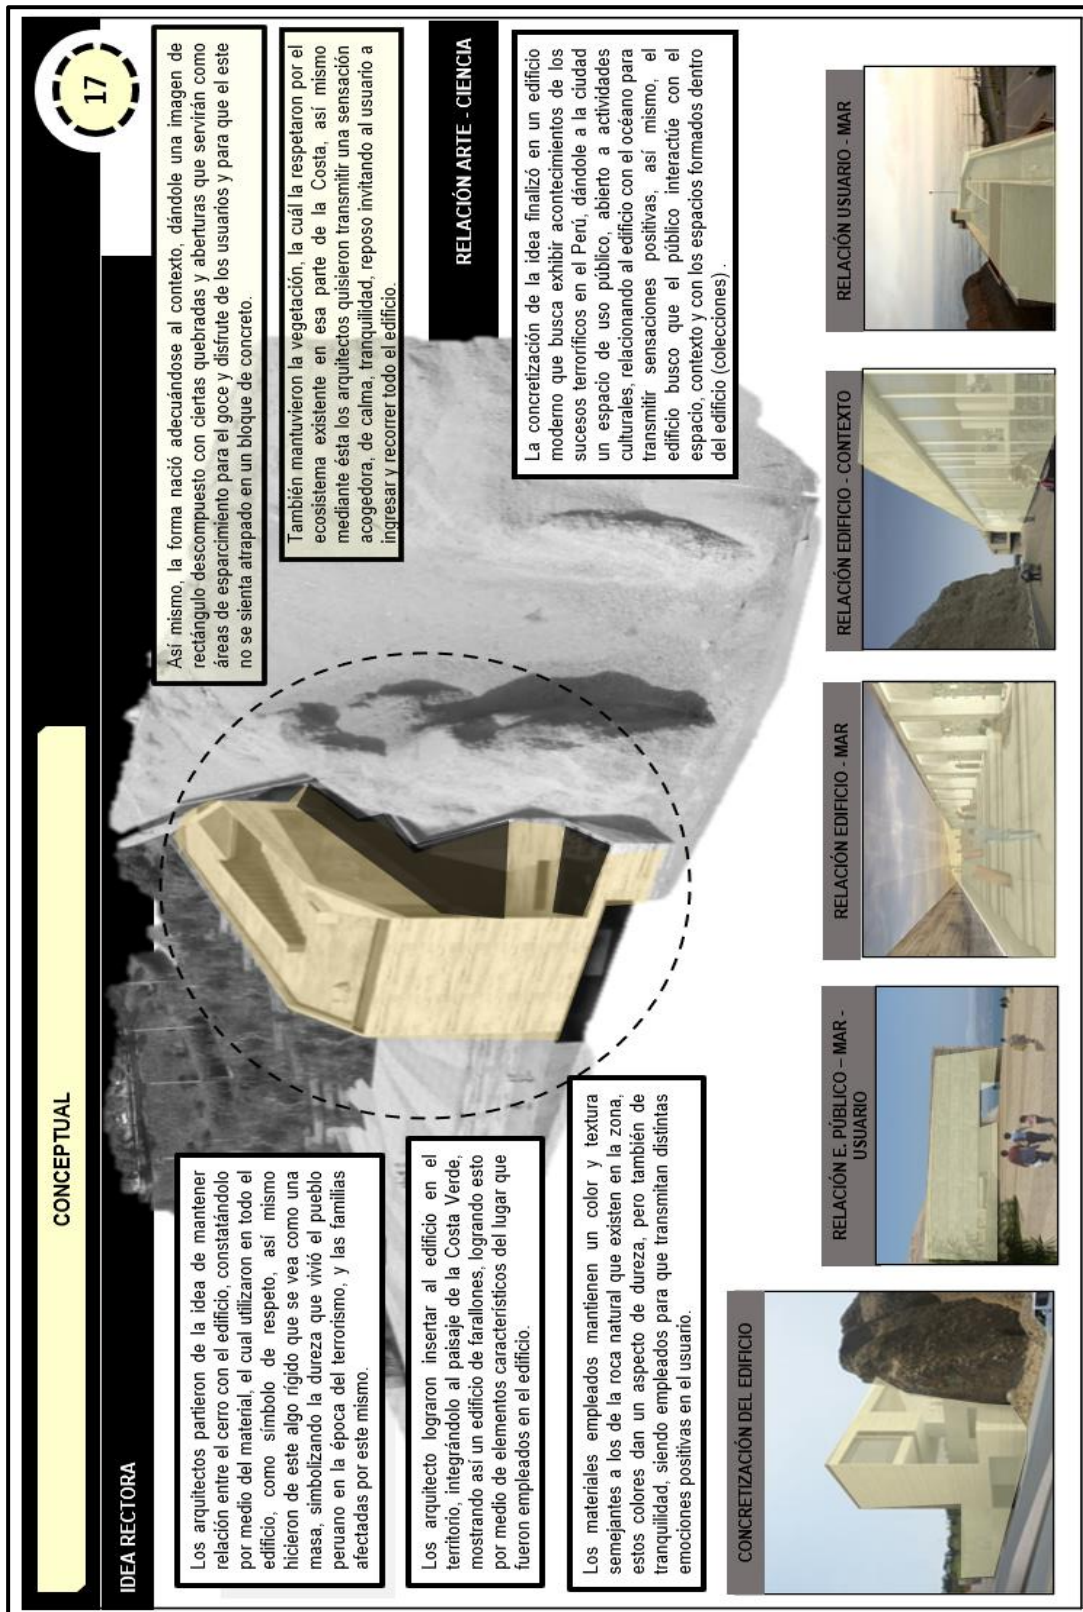 CONCEPTUAL
17
IDEA RECTORA
Los arquitectos partieron de la idea de mantener
relación entre el cerro con el edificio, constatándolo
por medio del material, el cual utilizaron en todo el
edificio, como símbolo de respeto, así mismo
hicieron de este algo rígido que se vea como una
masa, simbolizando la dureza que vivió el pueblo
peruano en la época del terrorismo, y las familias
afectadas por este mismo.
Los arquitecto lograron insertar al edificio en el
territorio, integrándolo al paisaje de la Costa Verde,
mostrando así un edificio de farallones, logrando esto
por medio de elementos característicos del lugar que
fueron empleados en el edificio.
Los materiales empleados mantienen un color y textura
semejantes a los de la roca natural que existen en la zona,
estos colores dan un aspecto de dureza, pero también de
tranquilidad, siendo empleados para que transmitan distintas
emociones positivas en el usuario.
Así mismo, la forma nació adecuándose al contexto, dándole una imagen de
rectángulo descompuesto con ciertas quebradas y aberturas que servirán como
áreas de esparcimiento para el goce y disfrute de los usuarios y para que el este
no se sienta atrapado en un bloque de concreto.
También mantuvieron la vegetación, la cuál la respetaron por el
ecosistema existente en esa parte de la Costa, así mismo
mediante ésta los arquitectos quisieron transmitir una sensación
acogedora, de calma, tranquilidad, reposo invitando al usuario a
ingresar y recorrer todo el edificio.
RELACIÓN ARTE - CIENCIA
La concretización de la idea finalizó en un edificio
moderno que busca exhibir acontecimientos de los
sucesos terroríficos en el Perú, dándole a la ciudad
un espacio de uso público, abierto a actividades
culturales, relacionando al edificio con el océano para
transmitir sensaciones positivas, así mismo, el
edificio busco que el público interactúe con el
espacio, contexto y con los espacios formados dentro
del edificio (colecciones) .
CONCRETIZACIÓN DEL EDIFICIO
RELACIÓN E. PÚBLICO – MAR -
USUARIO
RELACIÓN EDIFICIO - MAR
RELACIÓN EDIFICIO - CONTEXTO
RELACIÓN USUARIO - MAR